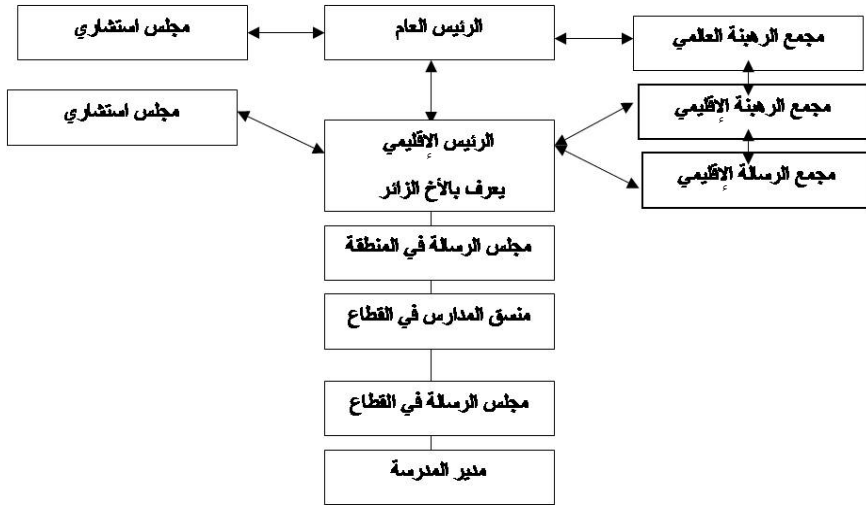 مجمع الرهبنة العالمي
الرئيس العام
مجلس استشاري
مجمع الرهبنة الإقليمي
مجلس استشاري
الرئيس الإقليمي
يعرف بالأخ الزائر
مجمع الرسالة الإقليمي
مجلس الرسالة في المنطقة
منسق المدارس في القطاع
مجلس الرسالة في القطاع
مدير المدرسة